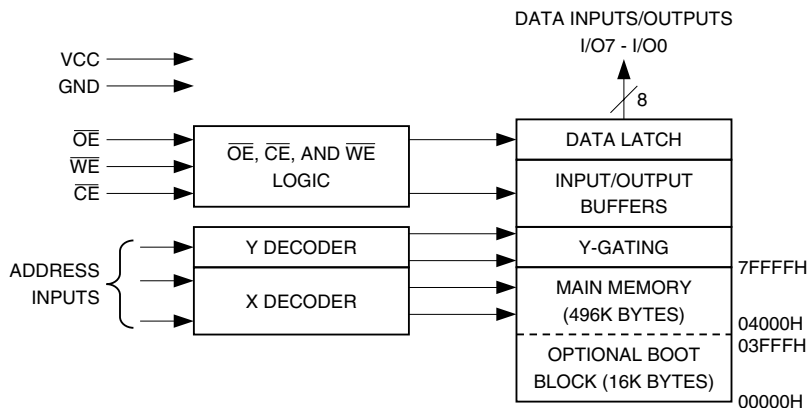 DATA INPUTS/OUTPUTS
I/O7 - I/O0
8
VCC
GND
OE
WE
CE
OE, CE, AND WE
LOGIC
DATA LATCH
INPUT/OUTPUT
BUFFERS
ADDRESS
INPUTS
Y DECODER
X DECODER
Y-GATING
7FFFFH
MAIN MEMORY
(496K BYTES)
04000H
03FFFH
OPTIONAL BOOT
BLOCK (16K BYTES)
00000H